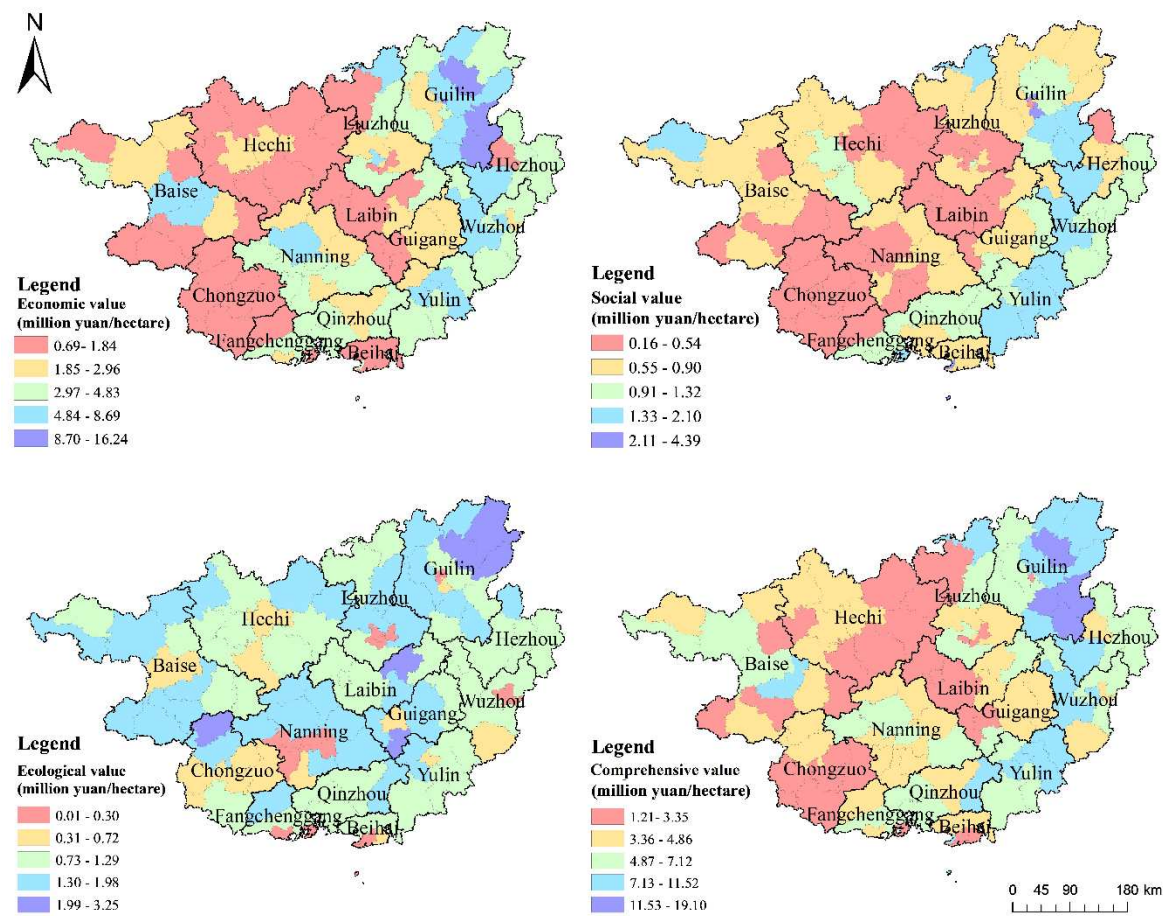 N
Guilin
Liuzhou
Hechi
Hezhou
Baise
Laibin
Wuzhou
Guigang
Nanning
Chongzuo
Yulin
Qinzhou
Fangchenggang
Beihai
Legend
Economic value
(million yuan/hectare)
0.69- 1.84
1.85 - 2.96
2.97 - 4.83
4.84 - 8.69
8.70 - 16.24
Guilin
Liuzhou
Hechi
Hezhou
Baise
Laibin
Wuzhou
Guigang
Nanning
Chongzuo
Yulin
Qinzhou
Fangchenggang
Beihai
Legend
Social value
(million yuan/hectare)
0.16 - 0.54
0.55 - 0.90
0.91 - 1.32
1.33 - 2.10
2.11 - 4.39
Guilin
Liuzhou
Hechi
Hezhou
Baise
Laibin
Wuzhou
Guigang
Nanning
Chongzuo
Yulin
Qinzhou
Fangchenggang
Beihai
Legend
Ecological value
(million yuan/hectare)
0.01 - 0.30
0.31 - 0.72
0.73 - 1.29
1.30 - 1.98
1.99 - 3.25
Guilin
Liuzhou
Hechi
Hezhou
Baise
Laibin
Wuzhou
Guigang
Nanning
Chongzuo
Yulin
Qinzhou
Fangchenggang
Beihai
Legend
Comprehensive value
(million yuan/hectare)
1.21 - 3.35
3.36 - 4.86
4.87 - 7.12
7.13 - 11.52
11.53 - 19.10
0 45 90 180 km